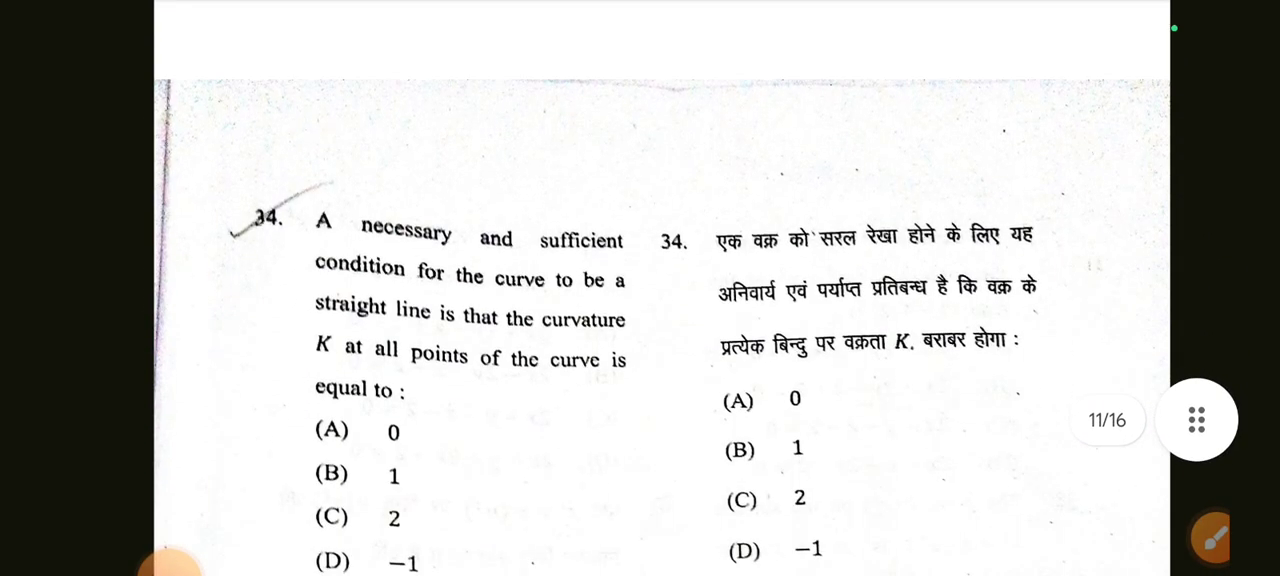 34. A necessary and sufficient
condition for the curve to be a
straight line is that the curvature
K at all points of the curve is
equal to :
(A) 0
(B) 1
(C) 2
(D) −1
34. एक वक्र को सरल रेखा होने के लिए यह
अनिवार्य एवं पर्याप्त प्रतिबन्ध है कि वक्र के
प्रत्येक बिन्दु पर वक्रता K. बराबर होगा :
(A) 0
(B) 1
(C) 2
(D) −1
11/16